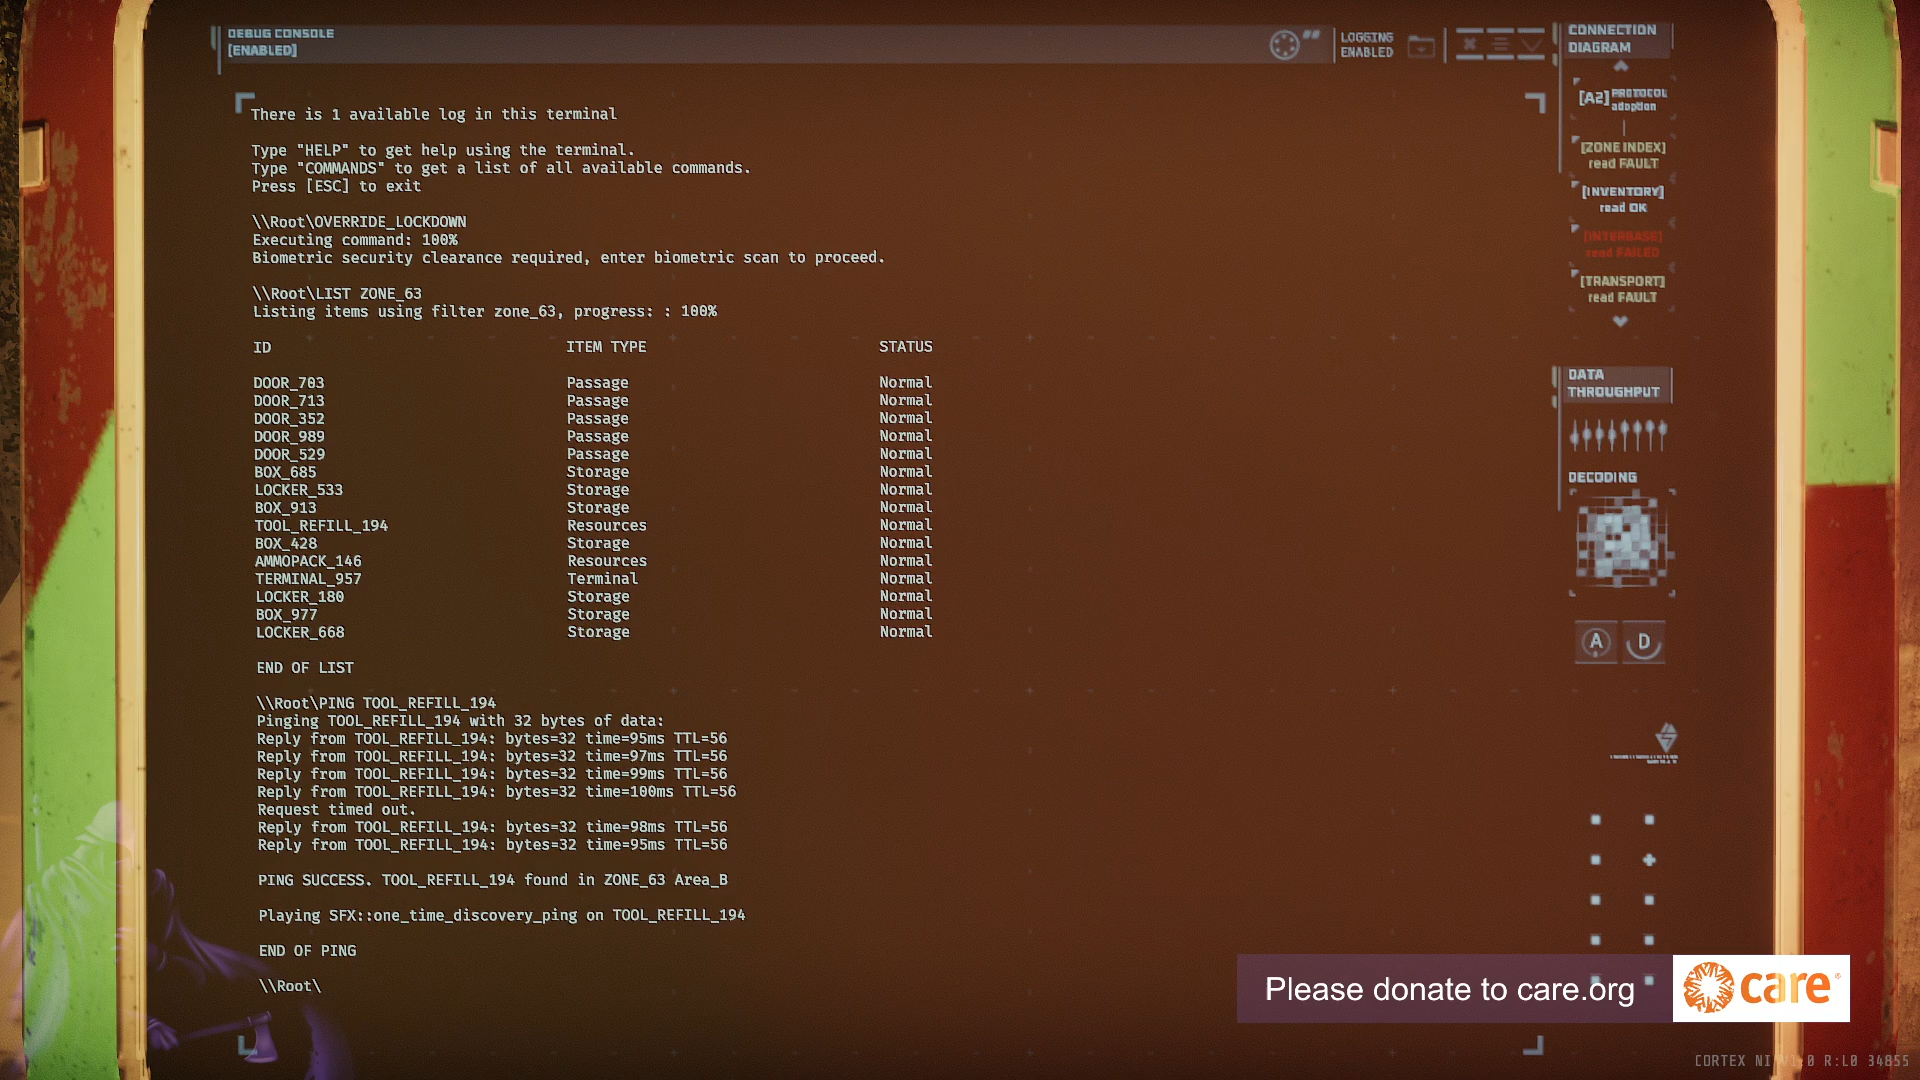 DEBUG CONSOLE
[ENABLED]
LOGGING
ENABLED
There is 1 available log in this terminal
Type "HELP" to get help using the terminal.
Type "COMMANDS" to get a list of all available commands.
Press [ESC] to exit
\\Root\OVERRIDE_LOCKDOWN
Executing command: 100%
Biometric security clearance required, enter biometric scan to proceed.
\\Root\LIST ZONE_63
Listing items using filter zone_63, progress: : 100%
ID ITEM TYPE STATUS
DOOR_703 Passage Normal
DOOR_713 Passage Normal
DOOR_352 Passage Normal
DOOR_989 Passage Normal
DOOR_529 Passage Normal
BOX_685 Storage Normal
LOCKER_533 Storage Normal
BOX_913 Storage Normal
TOOL_REFILL_194 Resources Normal
BOX_428 Storage Normal
AMMOPACK_146 Resources Normal
TERMINAL_957 Terminal Normal
LOCKER_180 Storage Normal
BOX_977 Storage Normal
LOCKER_668 Storage Normal
END OF LIST
\\Root\PING TOOL_REFILL_194
Pinging TOOL_REFILL_194 with 32 bytes of data:
Reply from TOOL_REFILL_194: bytes=32 time=95ms TTL=56
Reply from TOOL_REFILL_194: bytes=32 time=97ms TTL=56
Reply from TOOL_REFILL_194: bytes=32 time=99ms TTL=56
Reply from TOOL_REFILL_194: bytes=32 time=100ms TTL=56
Request timed out.
Reply from TOOL_REFILL_194: bytes=32 time=98ms TTL=56
Reply from TOOL_REFILL_194: bytes=32 time=95ms TTL=56
PING SUCCESS. TOOL_REFILL_194 found in ZONE_63 Area_B
Playing SFX::one_time_discovery_ping on TOOL_REFILL_194
END OF PING
\\Root\
CONNECTION
DIAGRAM
[A2] PROTOCOL
adoption
[ZONE INDEX]
read FAULT
[INVENTORY]
read OK
[INTERBASE]
read FAILED
[TRANSPORT]
read FAULT
DATA
THROUGHPUT
DECODING
A D
Please donate to care.org
care
CORTEX R:L0 34855